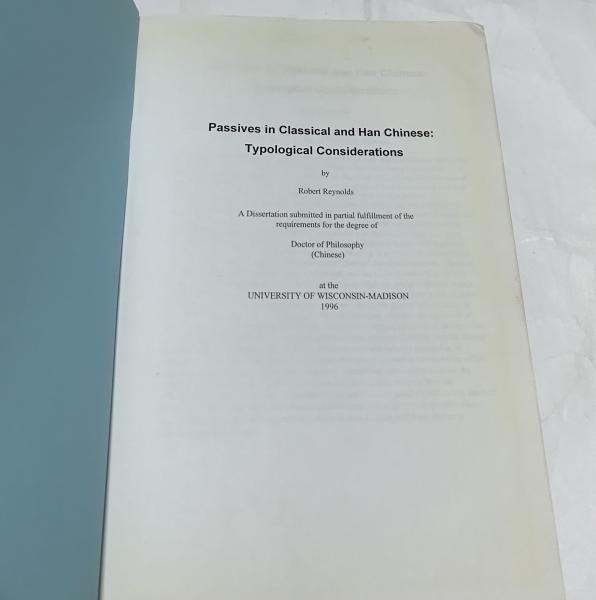 Passives in Classical and Han Chinese:
Typological Considerations
by
Robert Reynolds
A Dissertation submitted in partial fulfillment of the
requirements for the degree of
Doctor of Philosophy
(Chinese)
at the
UNIVERSITY OF WISCONSIN-MADISON
1996